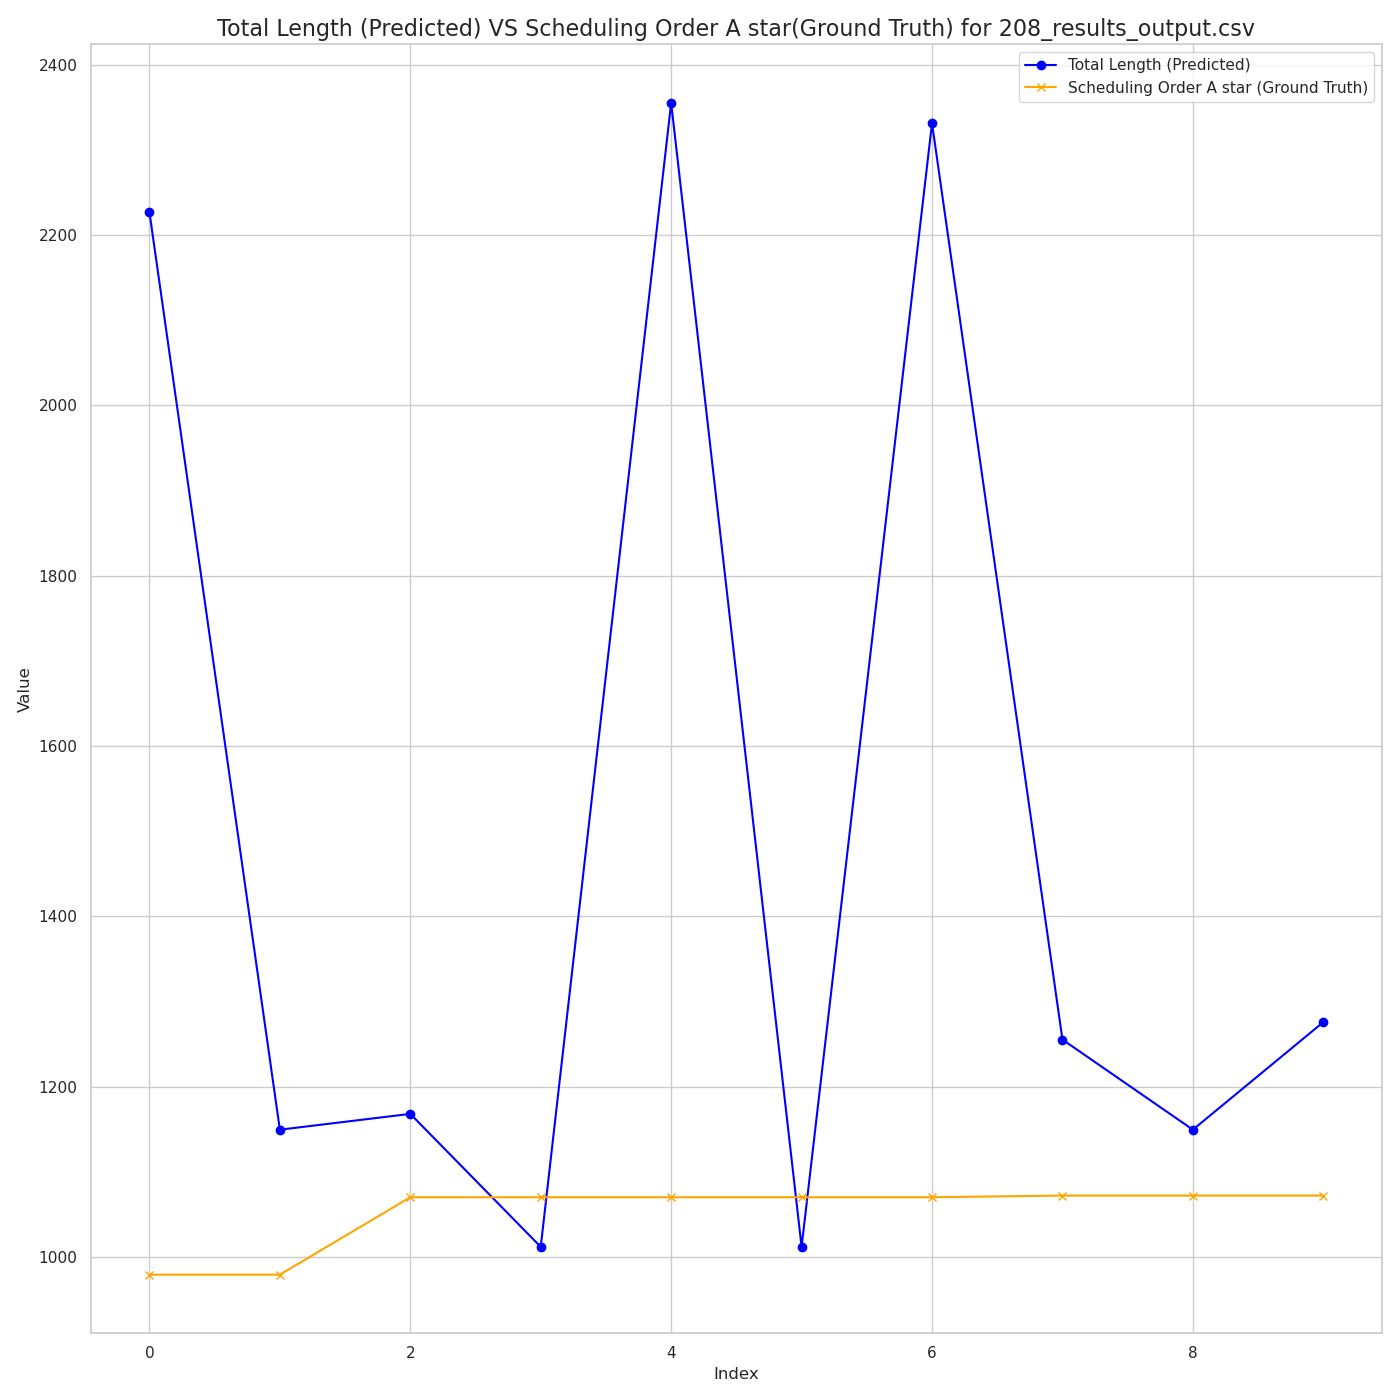 Total Length (Predicted) VS Scheduling Order A star(Ground Truth) for 208_results_output.csv
Total Length (Predicted)
Scheduling Order A star (Ground Truth)
2400
2200
2000
1800
1600
1400
1200
1000
Value
0 2 4 6 8
Index